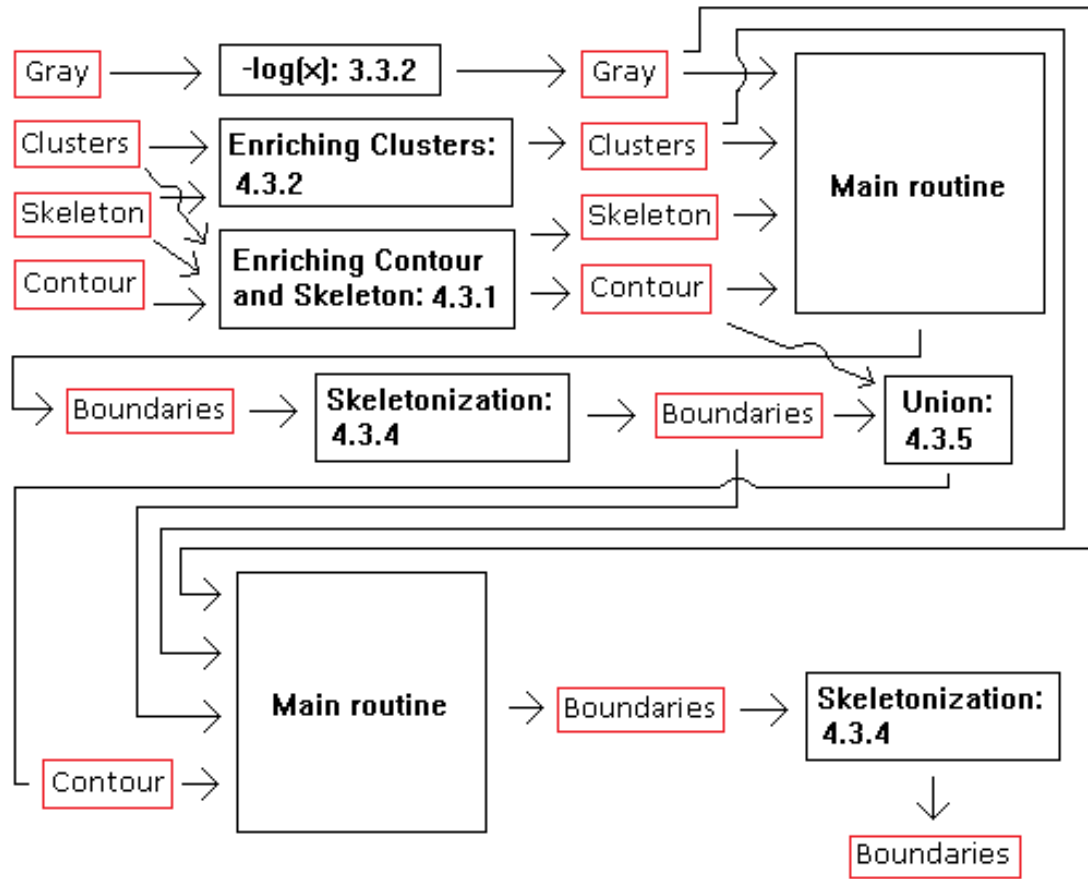 Gray
-log(x): 3.3.2
Gray
Clusters
Enriching Clusters:
4.3.2
Clusters
Main routine
Skeleton
Skeleton
Contour
Enriching Contour
and Skeleton: 4.3.1
Contour
Boundaries
Skeletonization:
4.3.4
Boundaries
Union:
4.3.5
Main routine
Boundaries
Skeletonization:
4.3.4
Contour
Boundaries